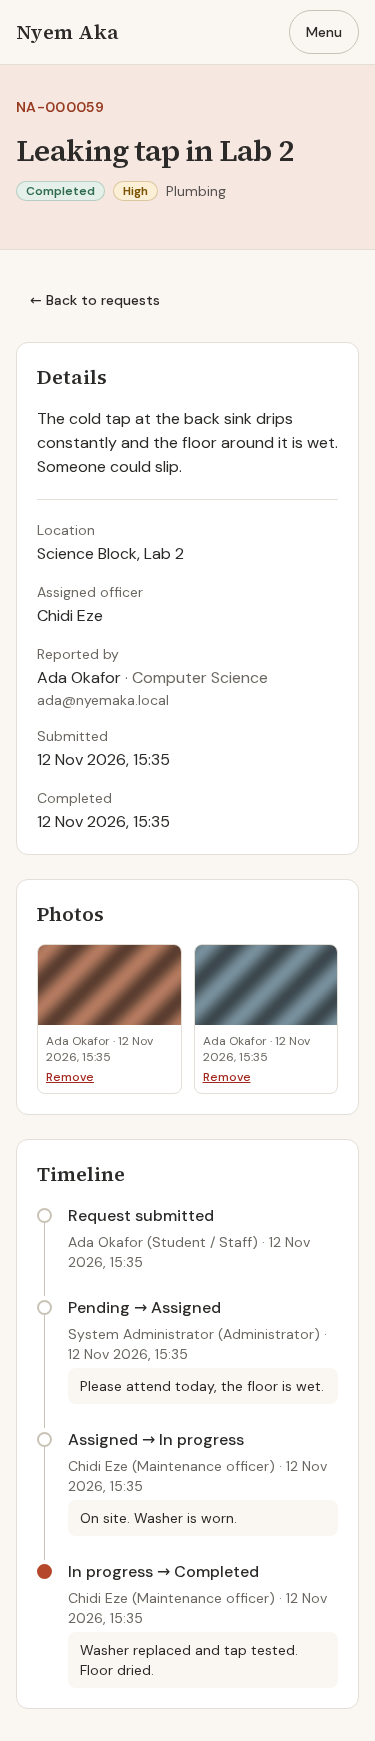 Nyem Aka
Menu
NA-000059
Leaking tap in Lab 2
Completed High Plumbing
← Back to requests
Details
The cold tap at the back sink drips
constantly and the floor around it is wet.
Someone could slip.
Location
Science Block, Lab 2
Assigned officer
Chidi Eze
Reported by
Ada Okafor · Computer Science
ada@nyemaka.local
Submitted
12 Nov 2026, 15:35
Completed
12 Nov 2026, 15:35
Photos
Ada Okafor · 12 Nov
2026, 15:35
Remove
Ada Okafor · 12 Nov
2026, 15:35
Remove
Timeline
Request submitted
Ada Okafor (Student / Staff) · 12 Nov
2026, 15:35
Pending → Assigned
System Administrator (Administrator) ·
12 Nov 2026, 15:35
Please attend today, the floor is wet.
Assigned → In progress
Chidi Eze (Maintenance officer) · 12 Nov
2026, 15:35
On site. Washer is worn.
In progress → Completed
Chidi Eze (Maintenance officer) · 12 Nov
2026, 15:35
Washer replaced and tap tested.
Floor dried.